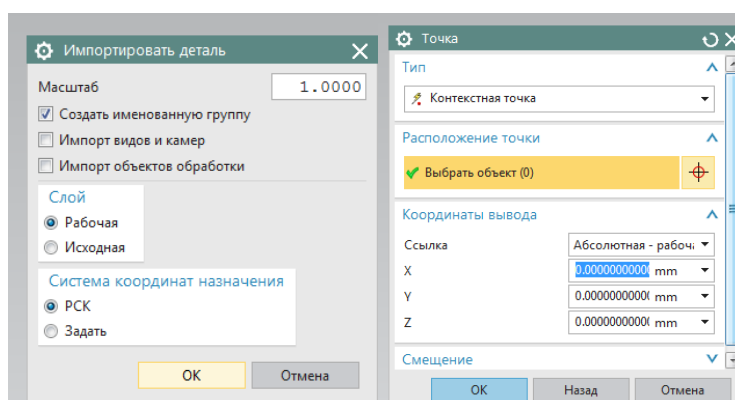 Импортировать деталь
Масштаб 1.0000
Создать именованную группу
Импорт видов и камер
Импорт объектов обработки
Слой
Рабочая
Исходная
Система координат назначения
РСК
Задать
ОК Отмена
Точка
Тип
Контекстная точка
Расположение точки
Выбрать объект (0)
Координаты вывода
Ссылка Абсолютная - рабоч
X 0.0000000000 mm
Y 0.0000000000 mm
Z 0.0000000000 mm
Смещение
ОК Назад Отмена